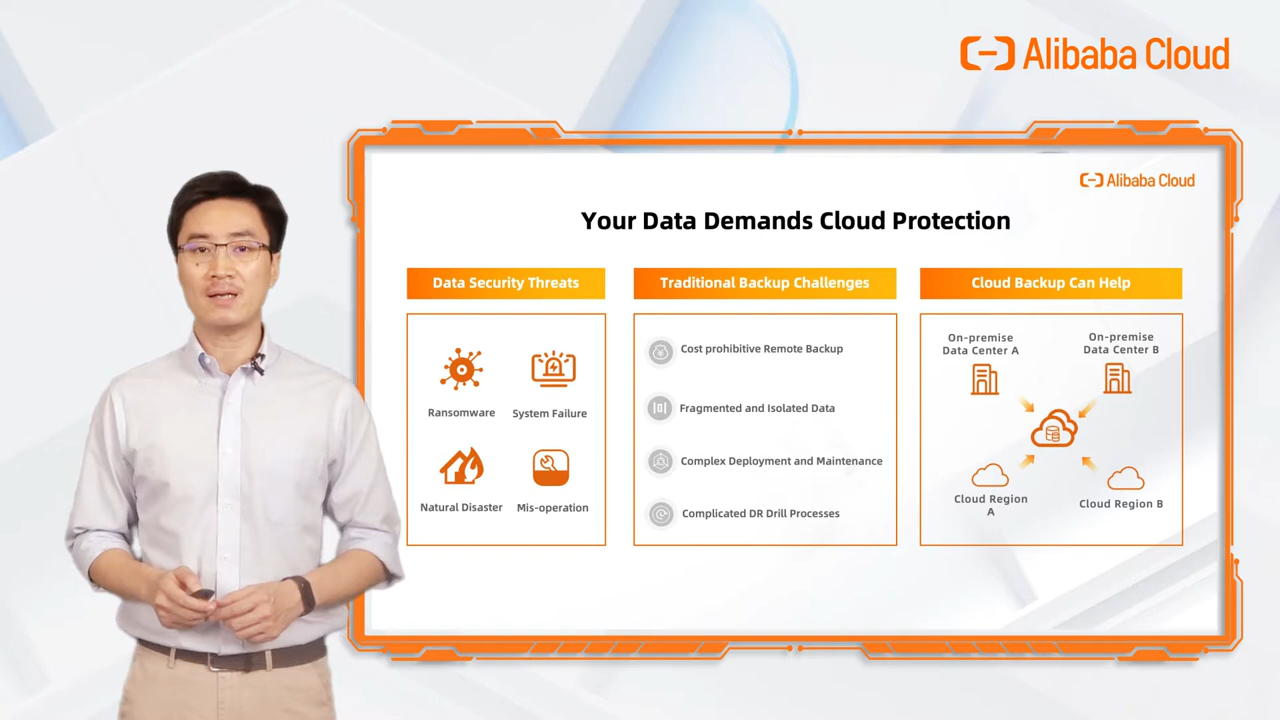 Alibaba Cloud
Alibaba Cloud
Your Data Demands Cloud Protection
Data Security Threats
Ransomware
System Failure
Natural Disaster
Mis-operation
Traditional Backup Challenges
Cost prohibitive Remote Backup
Fragmented and Isolated Data
Complex Deployment and Maintenance
Complicated DR Drill Processes
Cloud Backup Can Help
On-premise
Data Center A
On-premise
Data Center B
Cloud Region
A
Cloud Region B